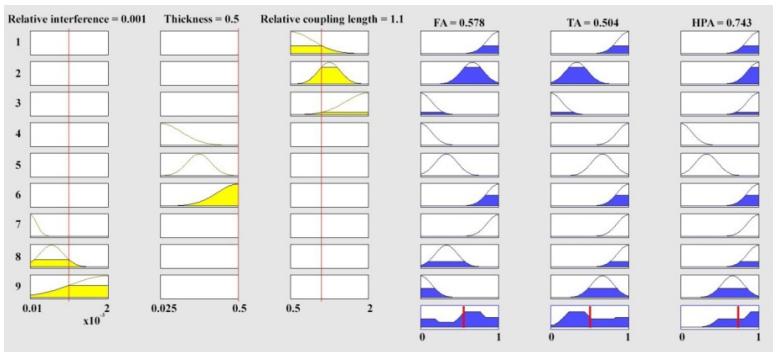 Relative interference = 0.001 Thickness = 0.5 Relative coupling length = 1.1 FA = 0.578 TA = 0.504 HPA = 0.743
1
2
3
4
5
6
7
8
9
0.01 2 0.025 0.5 0.5 2
x10⁻³
0 1 0 1 0 1